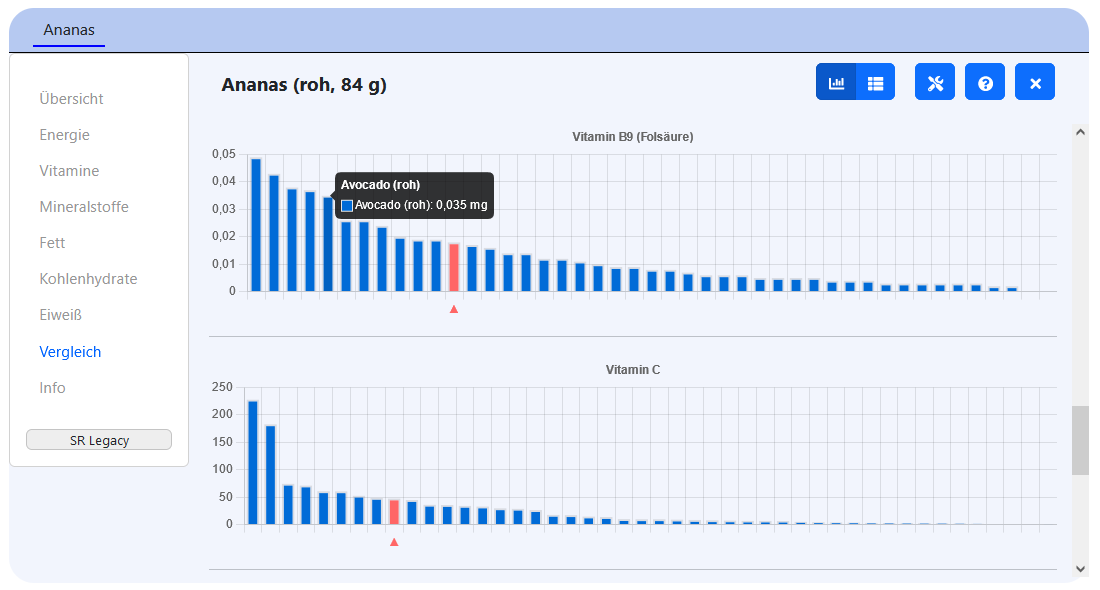 Ananas
Übersicht
Energie
Vitamine
Mineralstoffe
Fett
Kohlenhydrate
Eiweiß
Vergleich
Info
SR Legacy
Ananas (roh, 84 g)
Vitamin B9 (Folsäure)
0,05
0,04
0,03
0,02
0,01
0
Avocado (roh)
Avocado (roh): 0,035 mg
Vitamin C
250
200
150
100
50
0